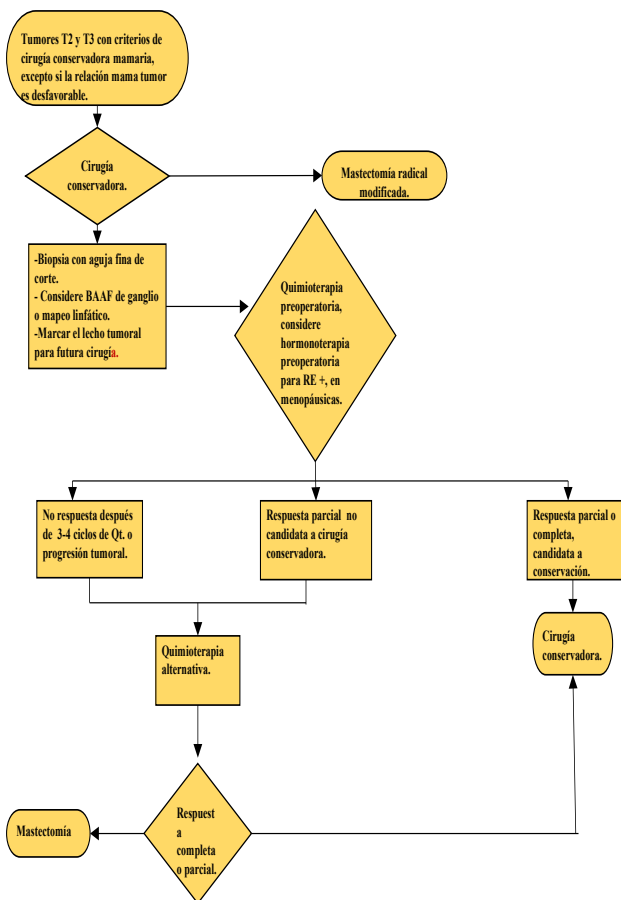 Tumores T2 y T3 con criterios de
cirugía conservadora mamaria,
excepto si la relación mama tumor
es desfavorable.
Cirugía
conservadora.
Mastectomía radical
modificada.
-Biopsia con aguja fina de
corte.
- Considere BAAF de ganglio
o mapeo linfático.
-Marcar el lecho tumoral
para futura cirugía.
Quimioterapia
preoperatoria,
considere
hormonoterapia
preoperatoria
para RE +, en
menopáusicas.
No respuesta después
de 3-4 ciclos de Qt. o
progresión tumoral.
Respuesta parcial no
candidata a cirugía
conservadora.
Respuesta parcial o
completa,
candidata a
conservación.
Cirugía
conservadora.
Quimioterapia
alternativa.
Respuest
a
completa
o parcial.
Mastectomía